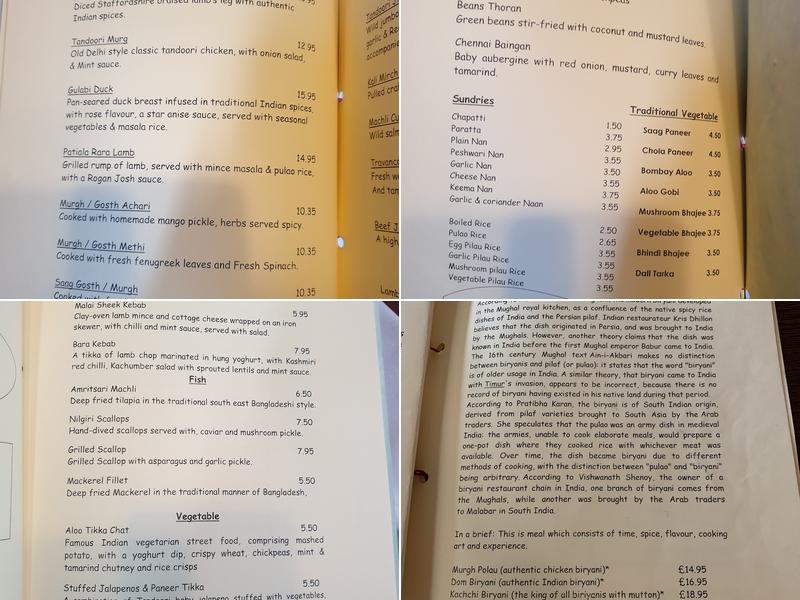 Diced Staffordshire braised lamb's leg with authentic
Indian spices.
Tandoori Murg 12.95
Old Delhi style classic tandoori chicken, with onion salad,
& Mint sauce.
Gulabi Duck 15.95
Pan-seared duck breast infused in traditional Indian spices,
with rose flavour, a star anise sauce, served with seasonal
vegetables & masala rice.
Patiala Rara Lamb 14.95
Grilled rump of lamb, served with mince masala & pulao rice,
with a Rogan Josh sauce.
Murgh / Gosth Achari 10.35
Cooked with homemade mango pickle, herbs served spicy.
Murgh / Gosth Methi 10.35
Cooked with fresh fenugreek leaves and Fresh Spinach.
Saag Gosth / Murgh 10.35
Cooked with
Tandoori
Wild jumbo
garlic &
accompanie
Kali Mirch
Pulled
Machli
Wild salm
Travanc
Fresh
And
Beef
A high
Lamb
Beans Thoran
Green beans stir-fried with coconut and mustard leaves.
Chennai Baingan
Baby aubergine with red onion, mustard, curry leaves and
tamarind.
Sundries
Chapatti 1.50
Paratta 3.75
Plain Nan 2.95
Peshwari Nan 3.55
Garlic Nan 3.50
Cheese Nan 3.55
Keema Nan 3.75
Garlic & coriander Naan 3.55
Boiled Rice 2.50
Pulao Rice 2.65
Egg Pilau Rice 3.55
Garlic Pilau Rice 3.55
Mushroom pilau Rice 3.55
Vegetable Pilau Rice 3.55
Traditional Vegetable
Saag Paneer 4.50
Chola Paneer 4.50
Bombay Aloo 3.50
Aloo Gobi 3.50
Mushroom Bhajee 3.75
Vegetable Bhajee 3.75
Bhindi Bhajee 3.50
Dall Tarka 3.50
Malai Sheek Kebab 5.95
Clay-oven lamb mince and cottage cheese wrapped on an iron
skewer, with chilli and mint sauce, served with salad.
Bara Kebab 7.95
A tikka of lamb chop marinated in hung yoghurt, with Kashmiri
red chilli, Kachumber salad with sprouted lentils and mint sauce.
Fish
Amritsari Machli 6.50
Deep fried tilapia in the traditional south east Bangladeshi style.
Nilgiri Scallops 7.50
Hand-dived scallops served with, caviar and mushroom pickle.
Grilled Scallop 7.95
Grilled Scallop with asparagus and garlic pickle.
Mackerel Fillet 5.50
Deep fried Mackerel in the traditional manner of Bangladesh.
Vegetable
Aloo Tikka Chat 5.50
Famous Indian vegetarian street food, comprising mashed
potato, with a yoghurt dip, crispy wheat, chickpeas, mint &
tamarind chutney and rice crisps
Stuffed Jalapenos & Paneer Tikka 5.50
A combination of Tandoori baby jalapeno stuffed with vegetables,
in the Mughal royal kitchen, as a confluence of the native spicy rice
dishes of India and the Persian pilaf. Indian restaurateur Kris Dhillon
believes that the dish originated in Persia, and was brought to India
by the Mughals. However, another theory claims that the dish was
known in India before the first Mughal emperor Babur came to India.
The 16th century Mughal text Ain-i-Akbari makes no distinction
between biryanis and pilaf (or pulao): it states that the word "biryani"
is of older usage in India. A similar theory, that biryani came to India
with Timur's invasion, appears to be incorrect, because there is no
record of biryani having existed in his native land during that period.
According to Pratibha Karan, the biryani is of South Indian origin,
derived from pilaf varieties brought to South Asia by the Arab
traders. She speculates that the pulao was an army dish in medieval
India: the armies, unable to cook elaborate meals, would prepare a
one-pot dish where they cooked rice with whichever meat was
available. Over time, the dish became biryani due to different
methods of cooking, with the distinction between "pulao" and "biryani"
being arbitrary. According to Vishwanath Shenoy, the owner of a
biryani restaurant chain in India, one branch of biryani comes from
the Mughals, while another was brought by the Arab traders
to Malabar in South India.
In a brief: This is meal which consists of time, spice, flavour, cooking
art and experience.
Murgh Polau (authentic chicken biryani)* £14.95
Dom Biryani (authentic Indian biryani)* £16.95
Kachchi Biryani (the king of all biriyanis with mutton)* £18.95